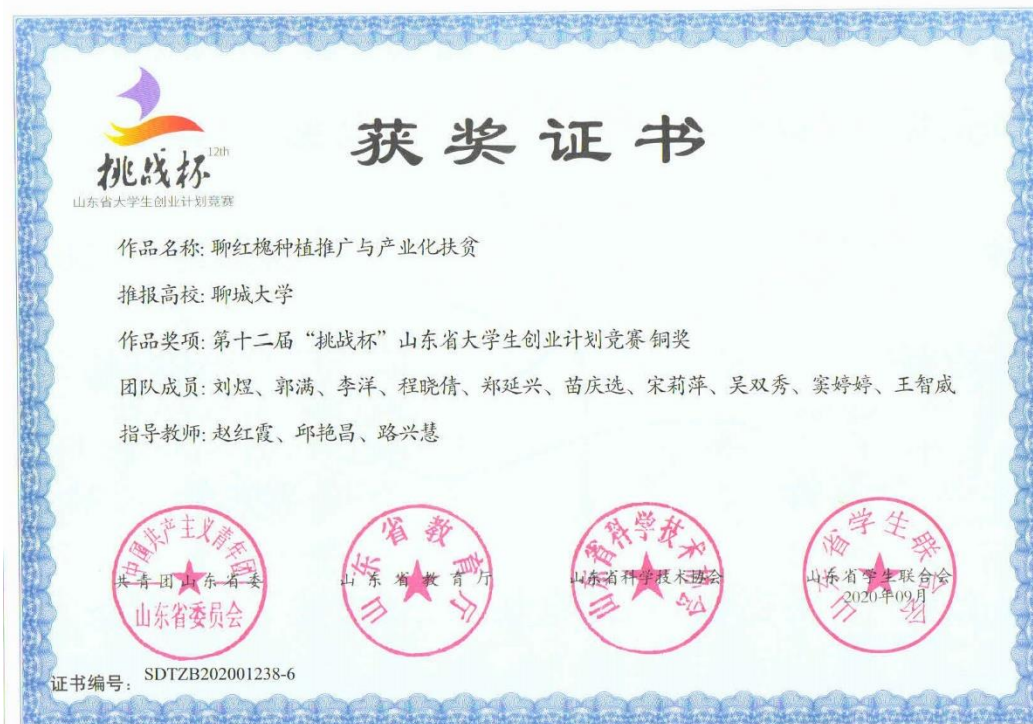 获奖证书
挑战杯 12th
山东省大学生创业计划竞赛
作品名称: 聊红槐种植推广与产业化扶贫
推报高校: 聊城大学
作品奖项: 第十二届“挑战杯”山东省大学生创业计划竞赛 铜奖
团队成员: 刘煜、郭满、李洋、程晓倩、郑延兴、苗庆选、宋莉萍、吴双秀、窦婷婷、王智威
指导教师: 赵红霞、邱艳昌、路兴慧
中国共产主义青年团
共青团山东省委
山东省委员会
山东省教育厅
山东省教育厅
山东省科学技术协会
山东省科学技术协会
山东省学生联合会
山东省学生联合会
2020年09月
证书编号: SDTZB202001238-6